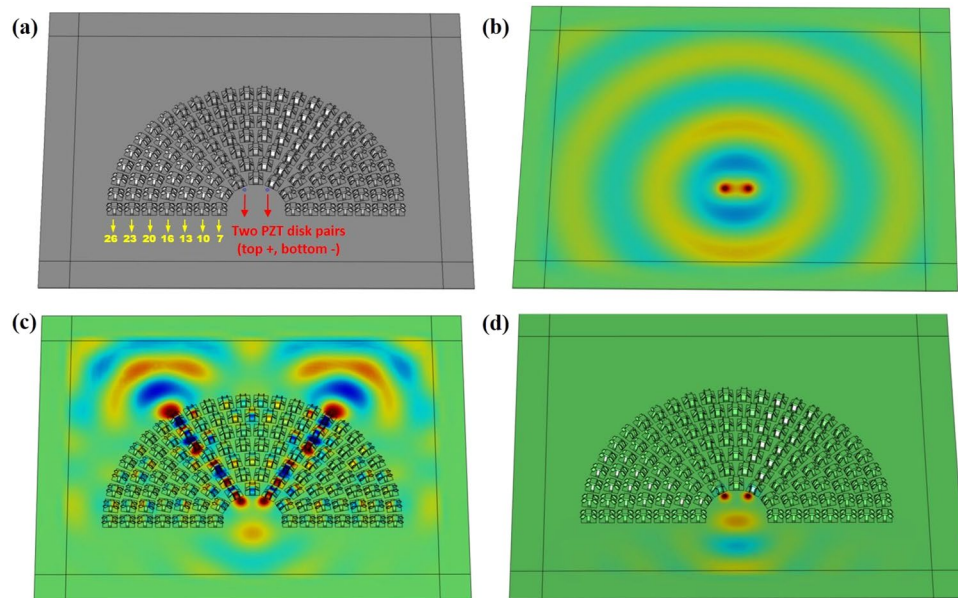 (a)
(b)
26 23 20 16 13 10 7
Two PZT disk pairs
(top +, bottom -)
(c)
(d)